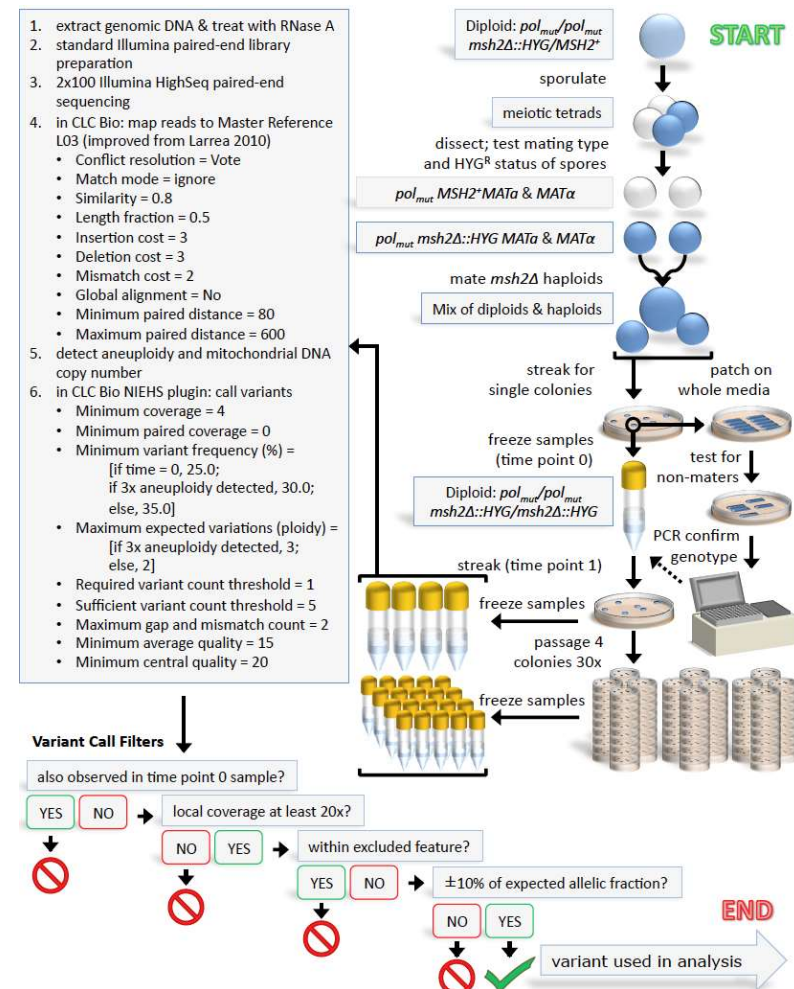 1. extract genomic DNA & treat with RNase A
2. standard Illumina paired-end library
preparation
3. 2x100 Illumina HighSeq paired-end
sequencing
4. in CLC Bio: map reads to Master Reference
L03 (improved from Larrea 2010)
• Conflict resolution = Vote
• Match mode = ignore
• Similarity = 0.8
• Length fraction = 0.5
• Insertion cost = 3
• Deletion cost = 3
• Mismatch cost = 2
• Global alignment = No
• Minimum paired distance = 80
• Maximum paired distance = 600
5. detect aneuploidy and mitochondrial DNA
copy number
6. in CLC Bio NIEHS plugin: call variants
• Minimum coverage = 4
• Minimum paired coverage = 0
• Minimum variant frequency (%) =
[if time = 0, 25.0;
if 3x aneuploidy detected, 30.0;
else, 35.0]
• Maximum expected variations (ploidy) =
[if 3x aneuploidy detected, 3;
else, 2]
• Required variant count threshold = 1
• Sufficient variant count threshold = 5
• Maximum gap and mismatch count = 2
• Minimum average quality = 15
• Minimum central quality = 20
Diploid: pol_mut/pol_mut
msh2Δ::HYG/MSH2⁺
START
sporulate
meiotic tetrads
dissect; test mating type
and HYGᴿ status of spores
pol_mut MSH2⁺MATa & MATα
pol_mut msh2Δ::HYG MATa & MATα
mate msh2Δ haploids
Mix of diploids & haploids
streak for
single colonies
patch on
whole media
freeze samples
(time point 0)
test for
non-maters
Diploid: pol_mut/pol_mut
msh2Δ::HYG/msh2Δ::HYG
PCR confirm
genotype
streak (time point 1)
freeze samples
passage 4
colonies 30x
freeze samples
Variant Call Filters
also observed in time point 0 sample?
YES NO
local coverage at least 20x?
NO YES
within excluded feature?
YES NO
±10% of expected allelic fraction?
NO YES
END
variant used in analysis